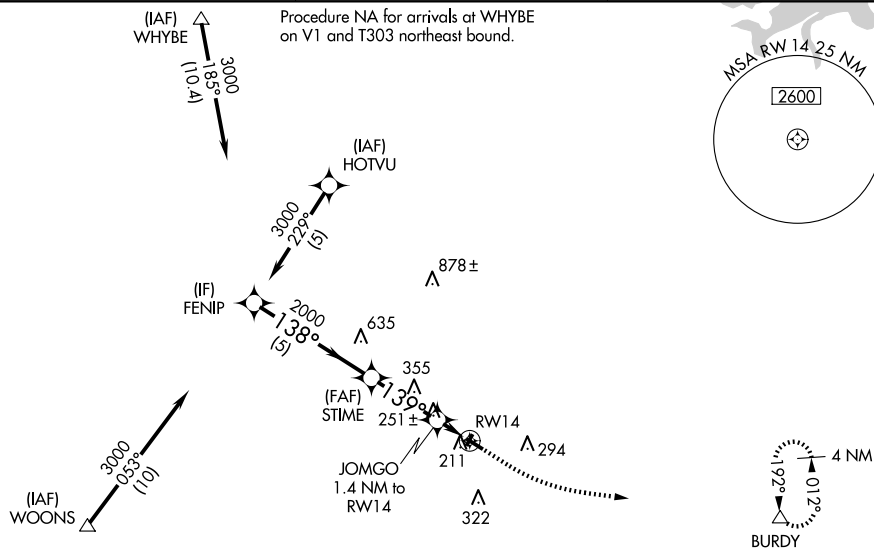 (IAF)
WHYBE
Procedure NA for arrivals at WHYBE
on V1 and T303 northeast bound.
3000
185°
(10.4)
MSA RW 14 25 NM
2600
(IAF)
HOTVU
3000
229°
(5)
878±
(IF)
FENIP
2000
138°
(5)
635
355
(FAF)
STIME
139°
251±
RW14
211
294
JOMGO
1.4 NM to
RW14
322
3000
053°
(10)
(IAF)
WOONS
4 NM
192°
012°
BURDY